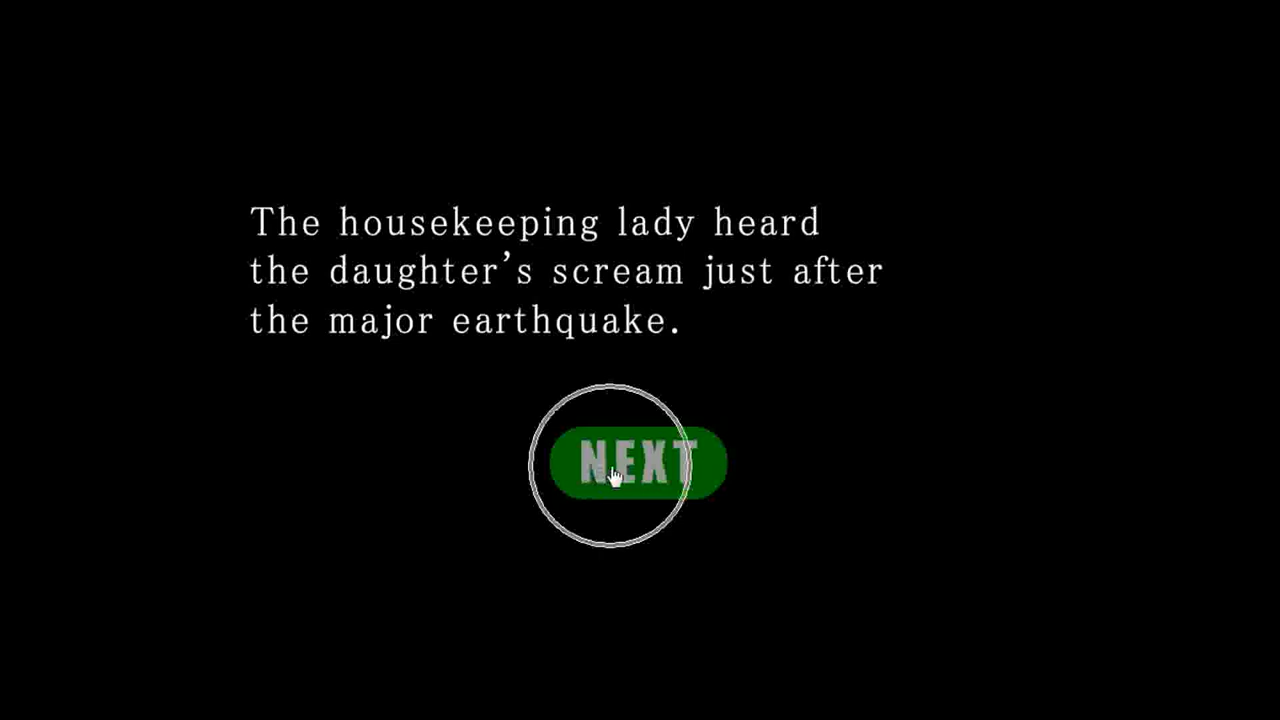 The housekeeping lady heard
the daughter’s scream just after
the major earthquake.
NEXT